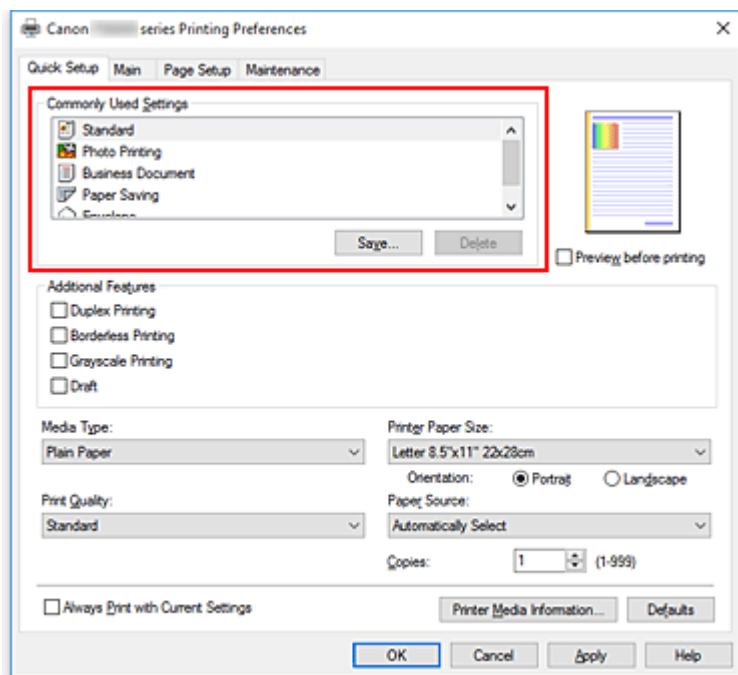 Canon series Printing Preferences
Quick Setup Main Page Setup Maintenance
Commonly Used Settings
Standard
Photo Printing
Business Document
Paper Saving
Envelope
Save... Delete
Preview before printing
Additional Features
Duplex Printing
Borderless Printing
Grayscale Printing
Draft
Media Type: Printer Paper Size:
Plain Paper Letter 8.5"x11" 22x28cm
Orientation: Portrait Landscape
Print Quality: Paper Source:
Standard Automatically Select
Copies: 1 (1-999)
Always Print with Current Settings Printer Media Information... Defaults
OK Cancel Apply Help